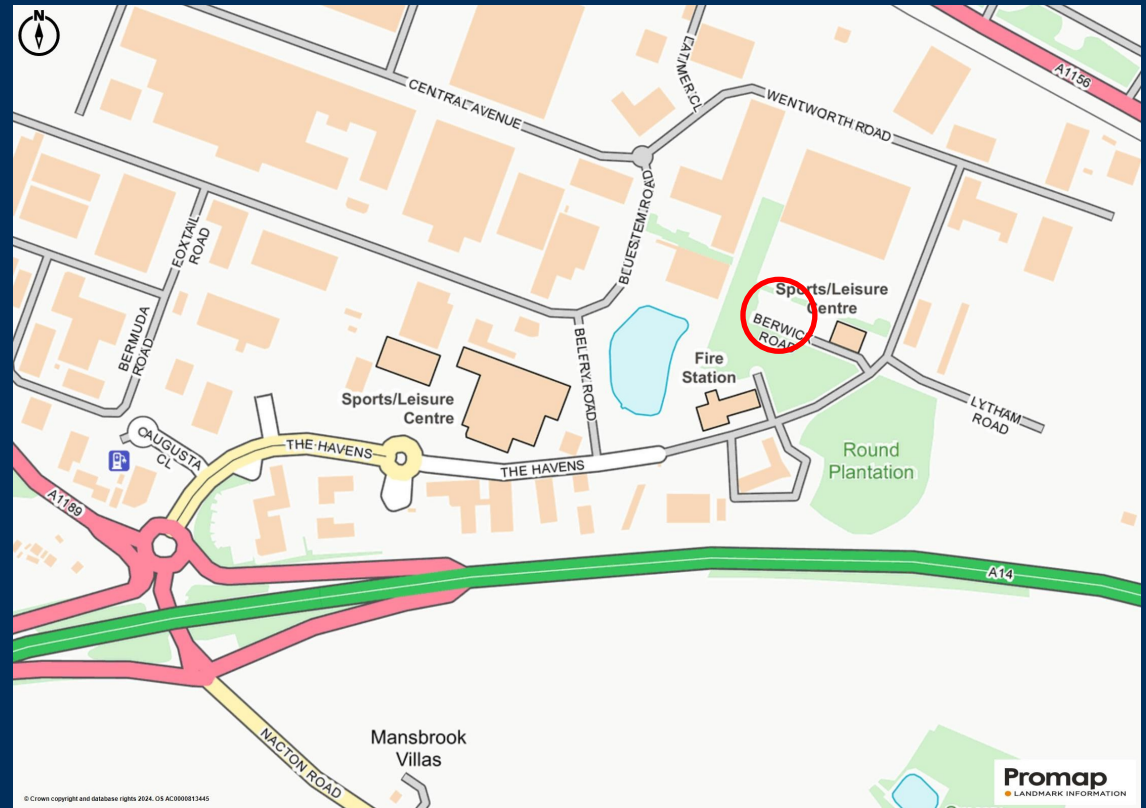 N
A1156
LATIMER CL
CENTRAL AVENUE
WENTWORTH ROAD
BLUESTEM ROAD
FOXTAIL
ROAD
BERMUDA
ROAD
Sports/Leisure
Centre
BERWICK
ROAD
BELFRY ROAD
Fire
Station
Sports/Leisure
Centre
LYTHAM
ROAD
AUGUSTA
CL
THE HAVENS
THE HAVENS
Round
Plantation
A1189
A14
NACTON ROAD
Mansbrook
Villas
Promap
LANDMARK INFORMATION
© Crown copyright and database rights 2024. OS AC0000813445